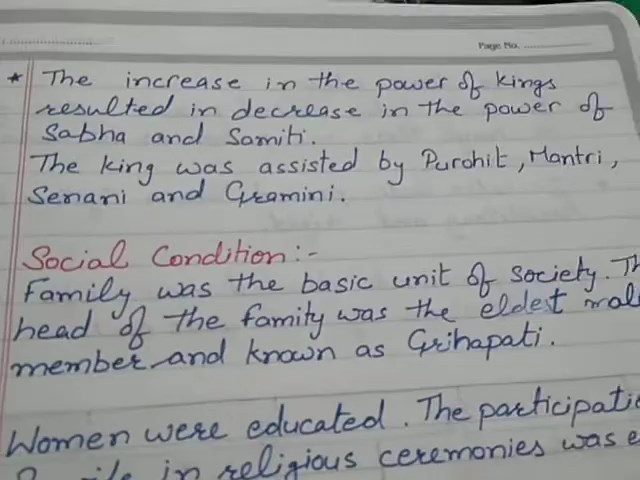 Page No.
* The increase in the power of kings
resulted in decrease in the power of
Sabha and Samiti.
The king was assisted by Purohit, Mantri,
Senani and Gramini.
Social Condition :-
Family was the basic unit of society. Th
head of the family was the eldest mal
member and known as Grihapati.
Women were educated. The participati
in religious ceremonies was e